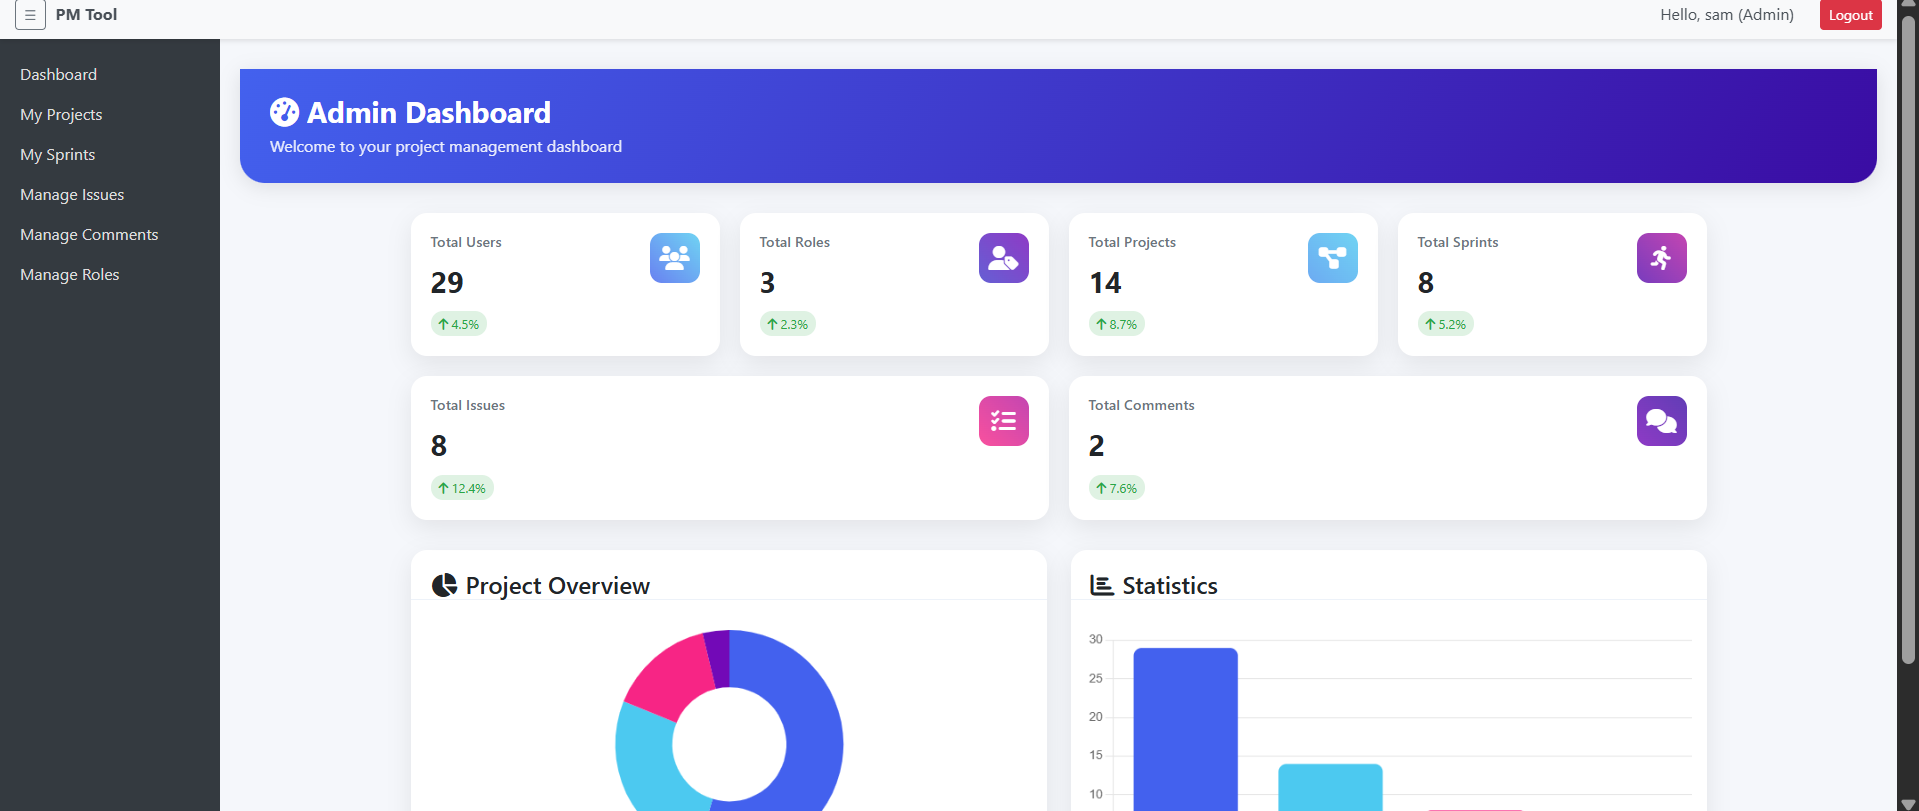 ☰ PM Tool
Hello, sam (Admin)
Logout
Dashboard
My Projects
My Sprints
Manage Issues
Manage Comments
Manage Roles
Admin Dashboard
Welcome to your project management dashboard
Total Users
29
4.5%
Total Roles
3
2.3%
Total Projects
14
8.7%
Total Sprints
8
5.2%
Total Issues
8
12.4%
Total Comments
2
7.6%
Project Overview
Statistics
30
25
20
15
10